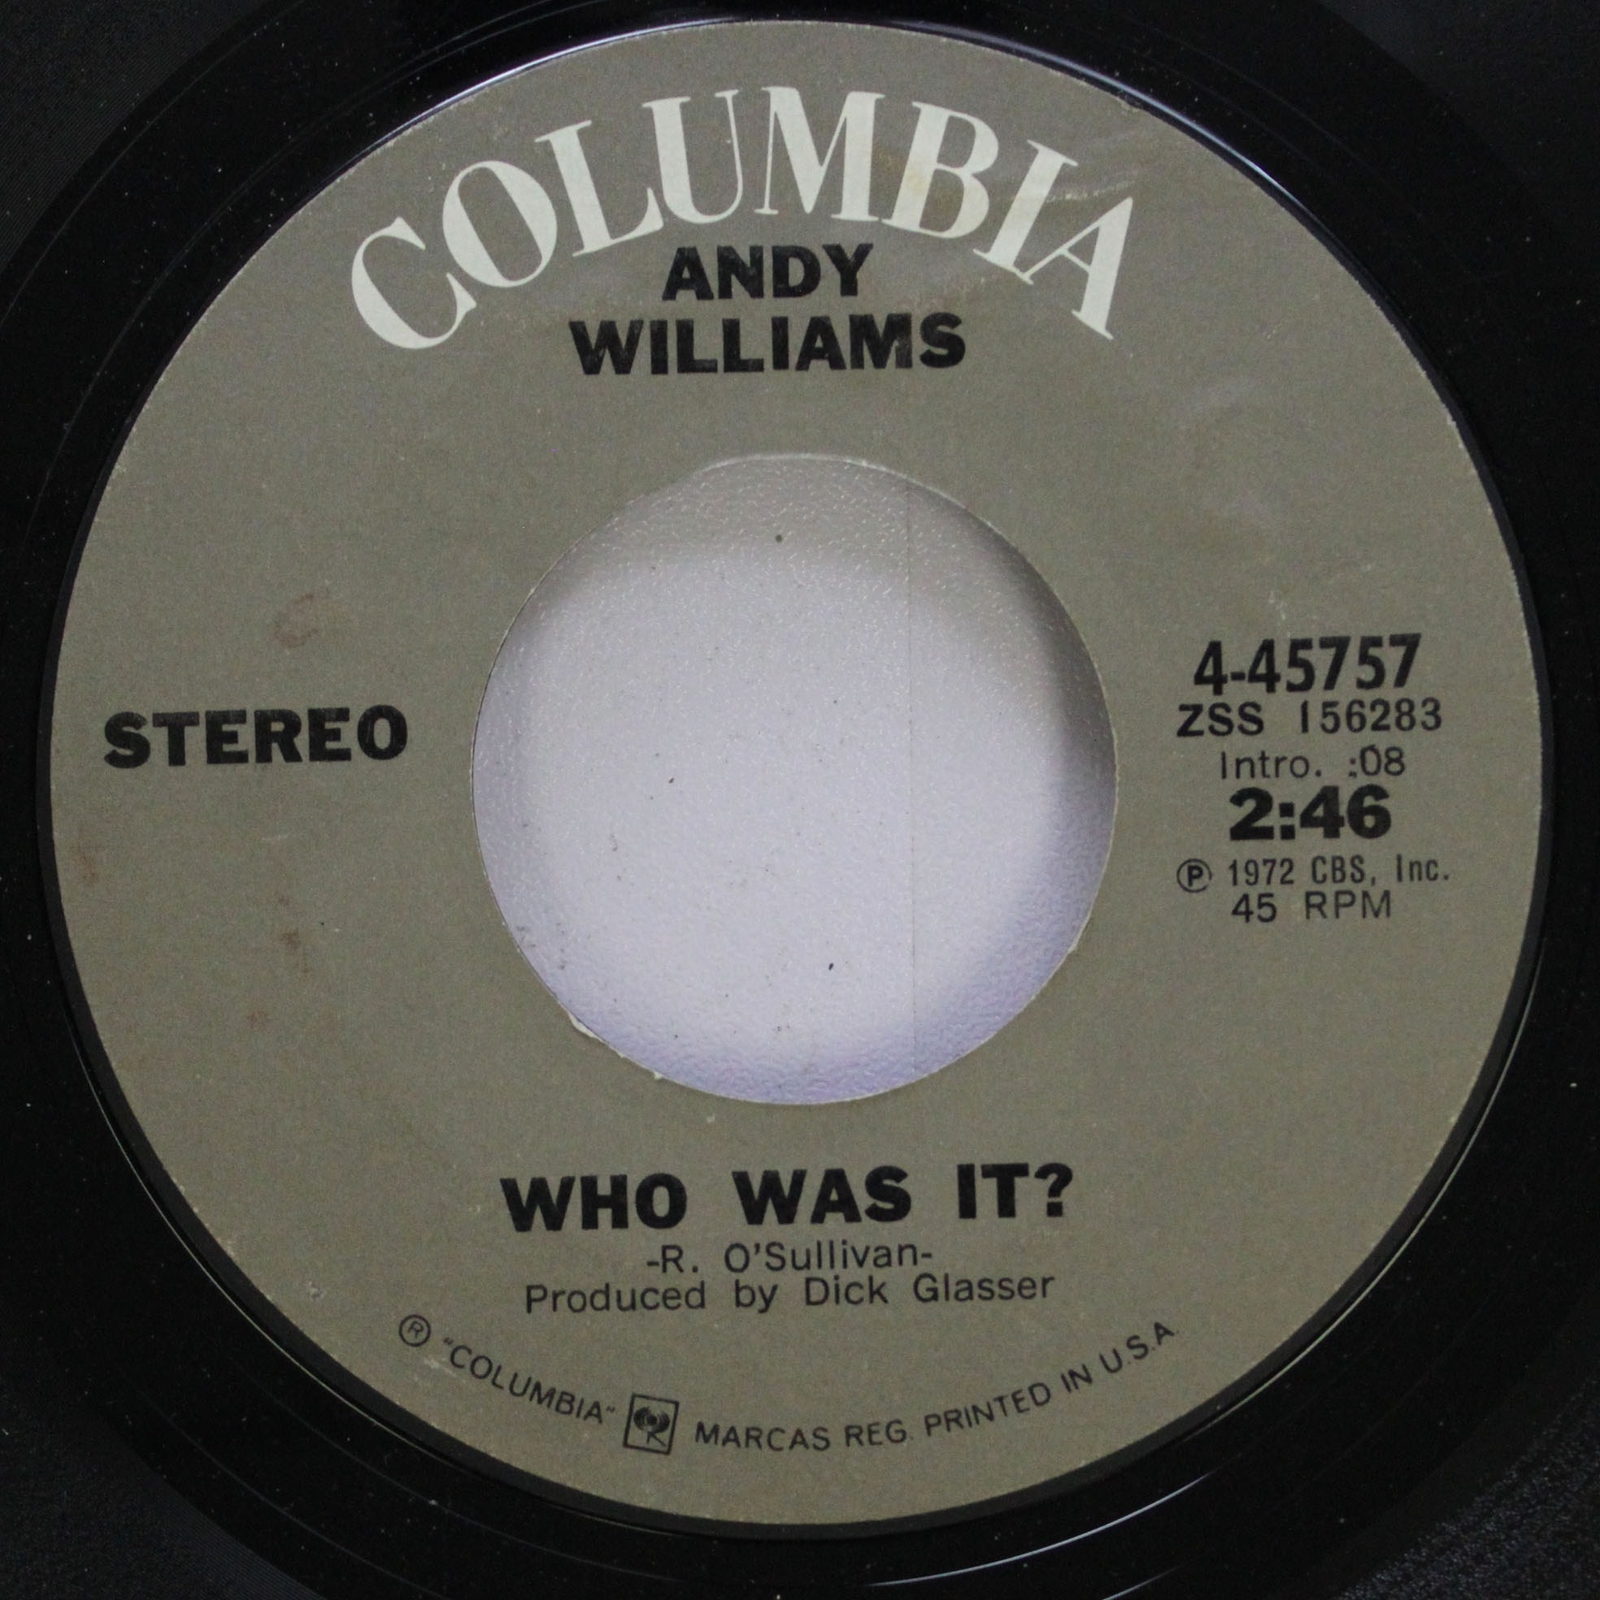 COLUMBIA
ANDY
WILLIAMS
STEREO
4-45757
ZSS 156283
Intro. :08
2:46
Ⓟ 1972 CBS, Inc.
45 RPM
WHO WAS IT?
-R. O'Sullivan-
Produced by Dick Glasser
® "COLUMBIA" MARCAS REG. PRINTED IN U.S.A.